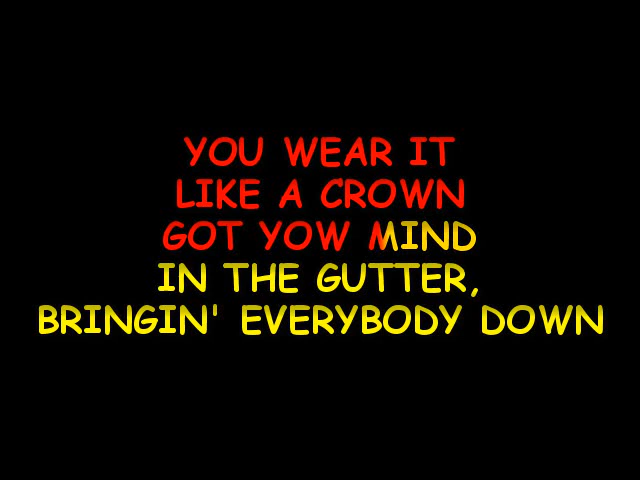 YOU WEAR IT
LIKE A CROWN
GOT YOW MIND
IN THE GUTTER,
BRINGIN' EVERYBODY DOWN